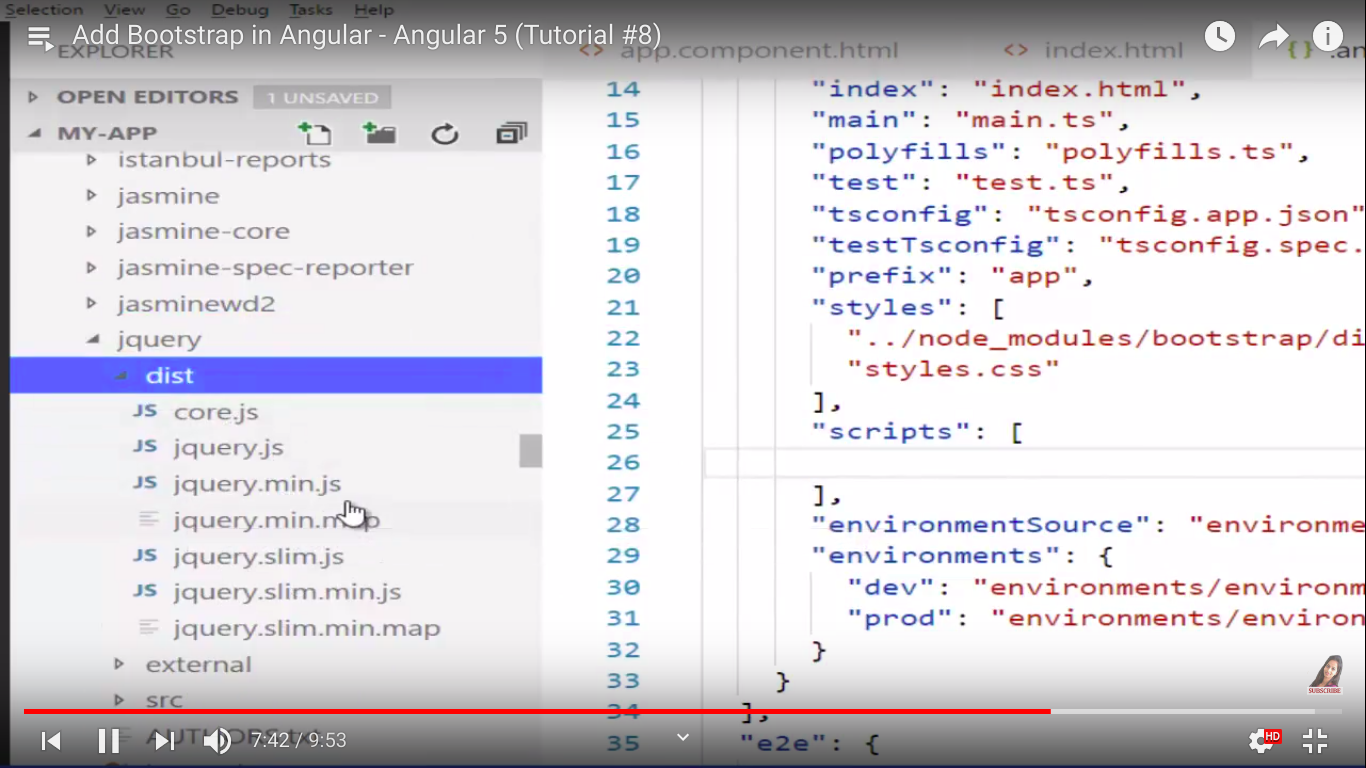 Selection View Go Debug Tasks Help
Add Bootstrap in Angular - Angular 5 (Tutorial #8)
EXPLORER
<> app.component.html
<> index.html
{}
OPEN EDITORS 1 UNSAVED
MY-APP
istanbul-reports
jasmine
jasmine-core
jasmine-spec-reporter
jasminewd2
jquery
dist
JS core.js
JS jquery.js
JS jquery.min.js
jquery.min.map
JS jquery.slim.js
JS jquery.slim.min.js
jquery.slim.min.map
external
src
14 "index": "index.html",
15 "main": "main.ts",
16 "polyfills": "polyfills.ts",
17 "test": "test.ts",
18 "tsconfig": "tsconfig.app.json"
19 "testTsconfig": "tsconfig.spec.
20 "prefix": "app",
21 "styles": [
22 "../node_modules/bootstrap/di
23 "styles.css"
24 ],
25 "scripts": [
26
27 ],
28 "environmentSource": "environme
29 "environments": {
30 "dev": "environments/environm
31 "prod": "environments/environ
32 }
33 }
34 ],
35 "e2e": {
SUBSCRIBE
7:42 / 9:53
HD